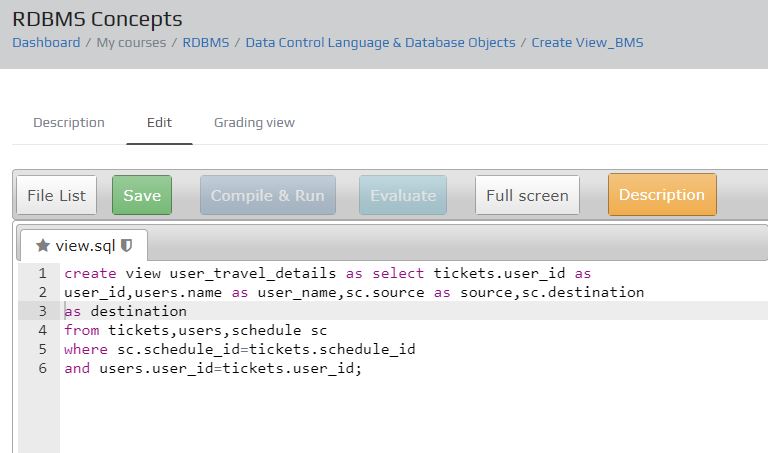 RDBMS Concepts
Dashboard / My courses / RDBMS / Data Control Language & Database Objects / Create View_BMS
Description Edit Grading view
File List Save Compile & Run Evaluate Full screen Description
view.sql
1 create view user_travel_details as select tickets.user_id as
2 user_id,users.name as user_name,sc.source as source,sc.destination
3 as destination
4 from tickets,users,schedule sc
5 where sc.schedule_id=tickets.schedule_id
6 and users.user_id=tickets.user_id;